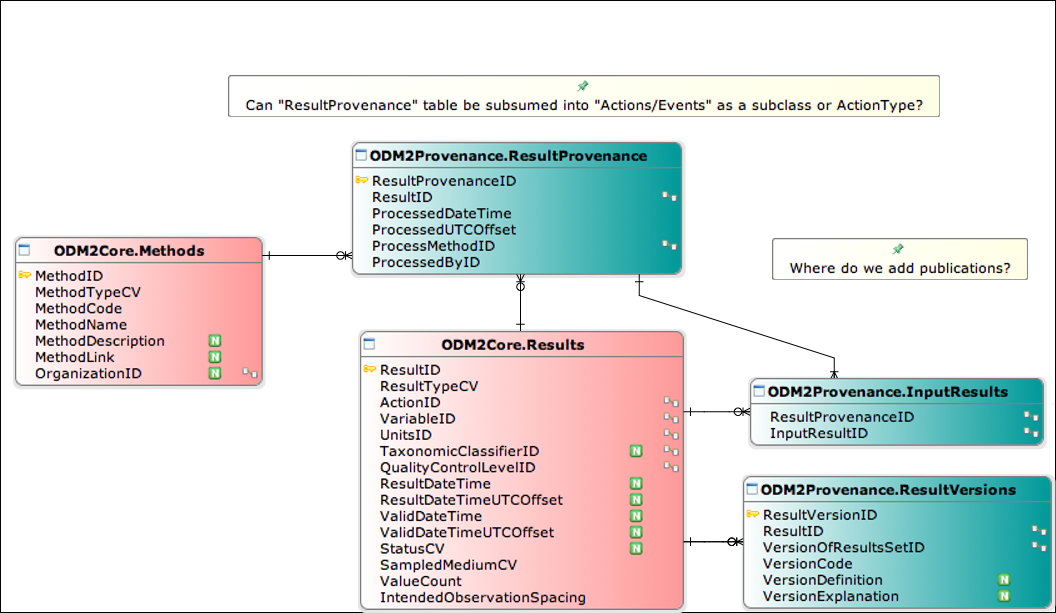 Can "ResultProvenance" table be subsumed into "Actions/Events" as a subclass or ActionType?
ODM2Provenance.ResultProvenance
ResultProvenanceID
ResultID
ProcessedDateTime
ProcessedUTCOffset
ProcessMethodID
ProcessedByID
ODM2Core.Methods
MethodID
MethodTypeCV
MethodCode
MethodName
MethodDescription N
MethodLink N
OrganizationID N
Where do we add publications?
ODM2Core.Results
ResultID
ResultTypeCV
ActionID
VariableID
UnitsID
TaxonomicClassifierID N
QualityControlLevelID
ResultDateTime N
ResultDateTimeUTCOffset N
ValidDateTime N
ValidDateTimeUTCOffset N
StatusCV N
SampledMediumCV
ValueCount
IntendedObservationSpacing
ODM2Provenance.InputResults
ResultProvenanceID
InputResultID
ODM2Provenance.ResultVersions
ResultVersionID
ResultID
VersionOfResultsSetID
VersionCode
VersionDefinition N
VersionExplanation N